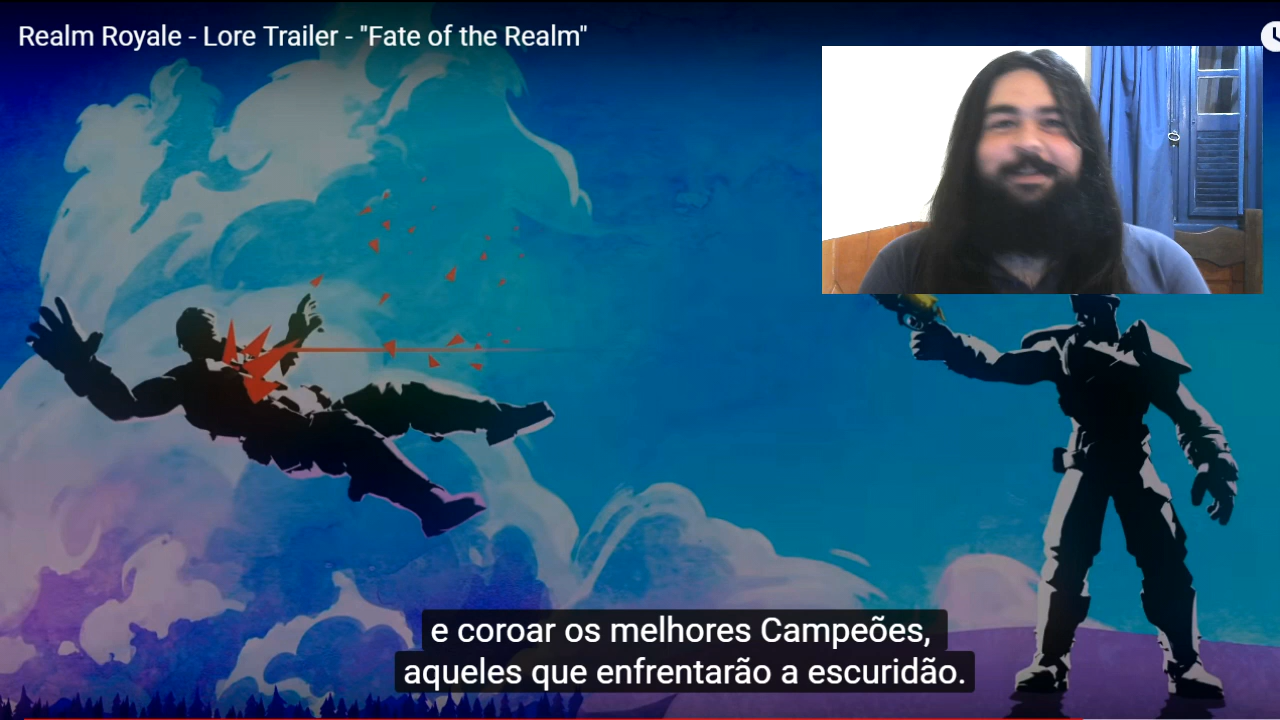 Realm Royale - Lore Trailer - "Fate of the Realm"
e coroar os melhores Campeões,
aqueles que enfrentarão a escuridão.